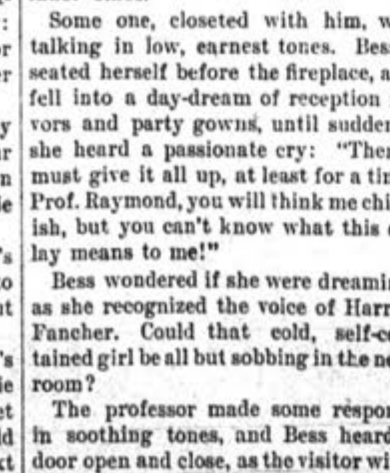 Some one, closeted with him, w
talking in low, earnest tones. Bes
seated herself before the fireplace, a
fell into a day-dream of reception
vors and party gowns, until sudden
she heard a passionate cry: "Ther
must give it all up, at least for a tim
Prof. Raymond, you will think me chi
ish, but you can't know what this d
lay means to me!"
Bess wondered if she were dreamin
as she recognized the voice of Harr
Fancher. Could that cold, self-co
tained girl be all but sobbing in the ne
room?
The professor made some respon
in soothing tones, and Bess heard
door open and close, as the visitor w